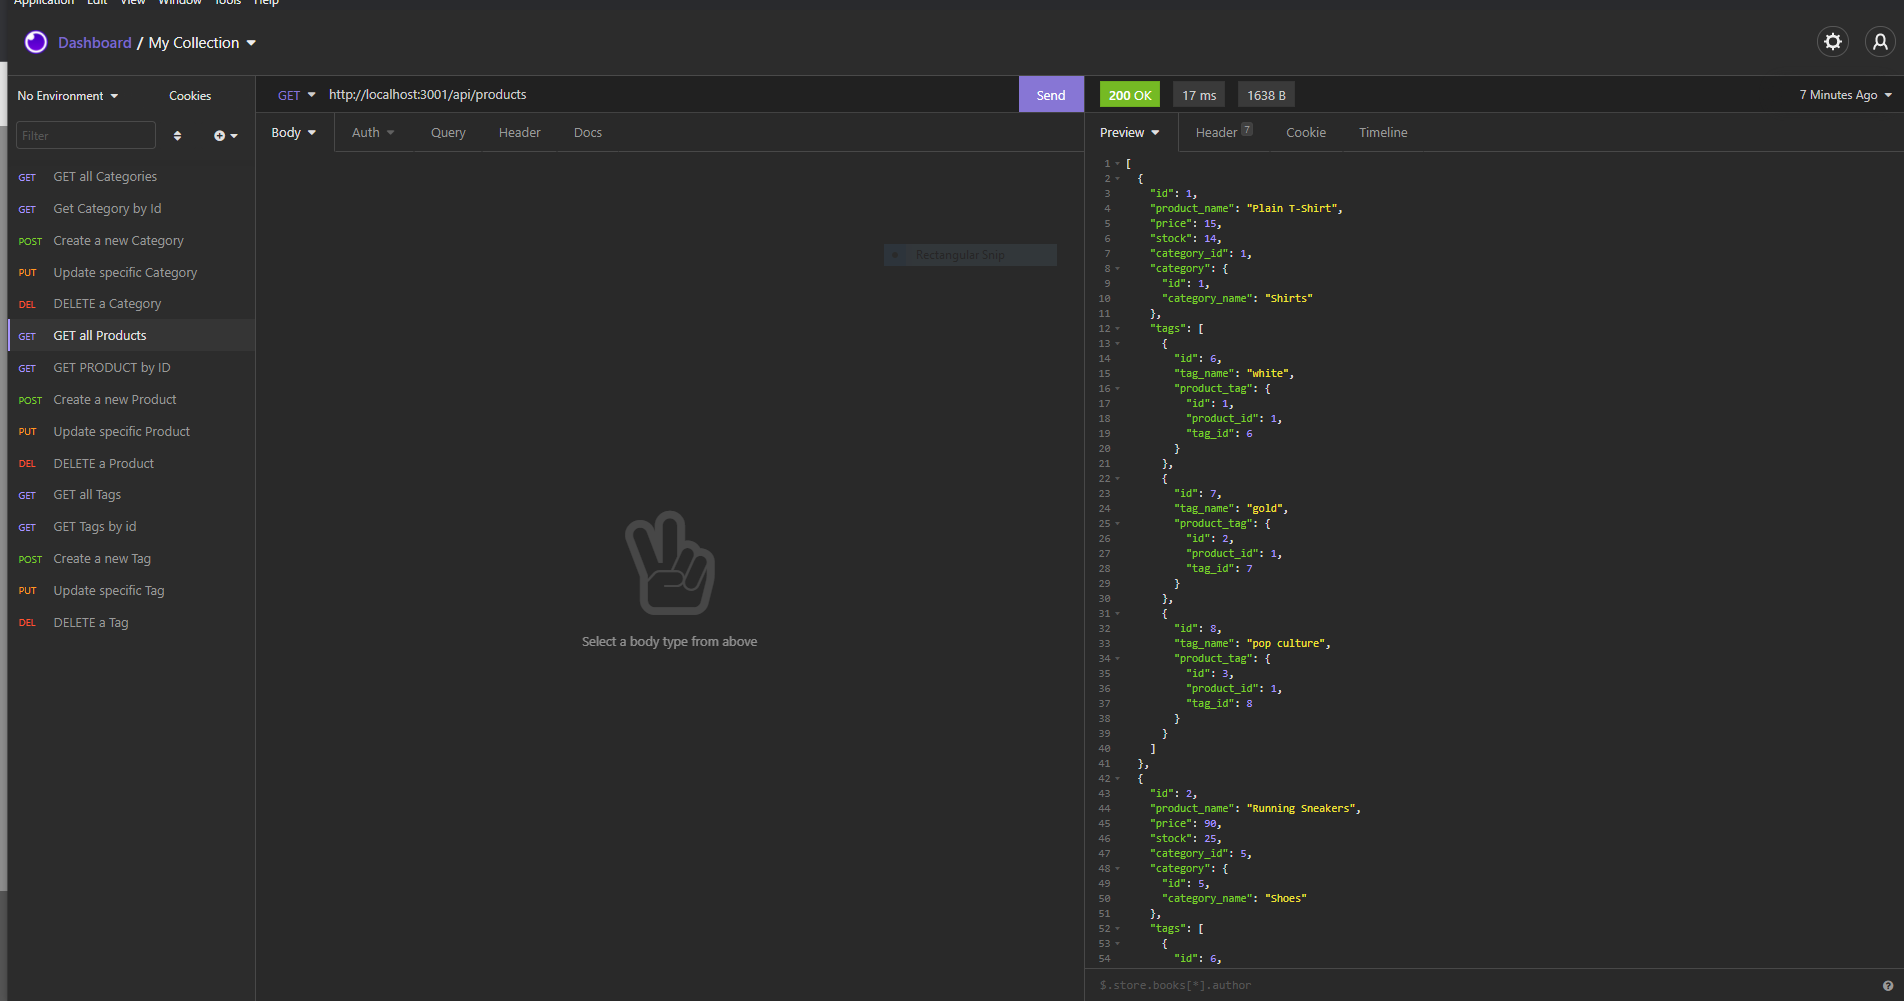 Application Edit View Window Tools Help
Dashboard / My Collection
No Environment Cookies
Filter
GET GET all Categories
GET Get Category by Id
POST Create a new Category
PUT Update specific Category
DEL DELETE a Category
GET GET all Products
GET GET PRODUCT by ID
POST Create a new Product
PUT Update specific Product
DEL DELETE a Product
GET GET all Tags
GET GET Tags by id
POST Create a new Tag
PUT Update specific Tag
DEL DELETE a Tag
GET http://localhost:3001/api/products Send
Body Auth Query Header Docs
Rectangular Snip
Select a body type from above
200 OK 17 ms 1638 B 7 Minutes Ago
Preview Header 7 Cookie Timeline
1 [
2 {
3 "id": 1,
4 "product_name": "Plain T-Shirt",
5 "price": 15,
6 "stock": 14,
7 "category_id": 1,
8 "category": {
9 "id": 1,
10 "category_name": "Shirts"
11 },
12 "tags": [
13 {
14 "id": 6,
15 "tag_name": "white",
16 "product_tag": {
17 "id": 1,
18 "product_id": 1,
19 "tag_id": 6
20 }
21 },
22 {
23 "id": 7,
24 "tag_name": "gold",
25 "product_tag": {
26 "id": 2,
27 "product_id": 1,
28 "tag_id": 7
29 }
30 },
31 {
32 "id": 8,
33 "tag_name": "pop culture",
34 "product_tag": {
35 "id": 3,
36 "product_id": 1,
37 "tag_id": 8
38 }
39 }
40 ]
41 },
42 {
43 "id": 2,
44 "product_name": "Running Sneakers",
45 "price": 90,
46 "stock": 25,
47 "category_id": 5,
48 "category": {
49 "id": 5,
50 "category_name": "Shoes"
51 },
52 "tags": [
53 {
54 "id": 6,
$.store.books[*].author